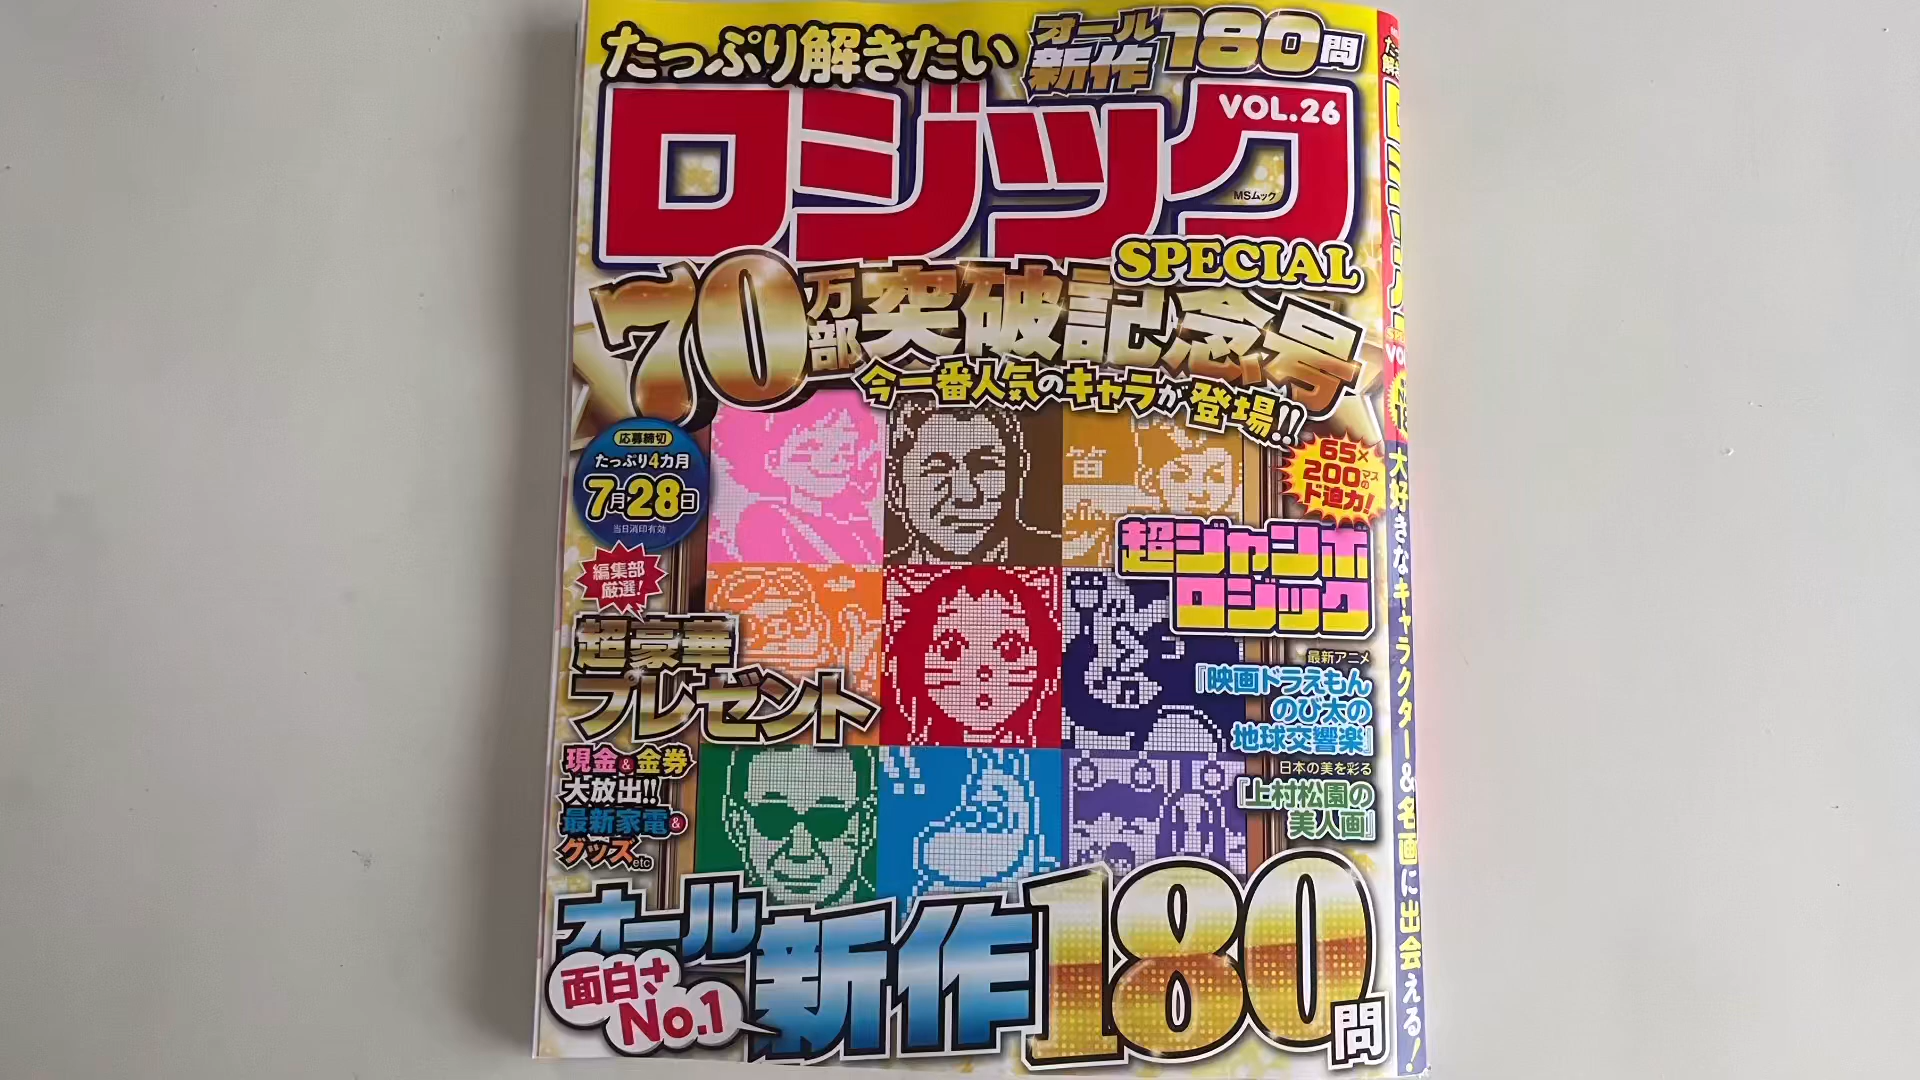 たっぷり解きたい
オール新作180問
ロジック
VOL.26
MSムック
SPECIAL
70万部突破記念号
今一番人気のキャラが登場!!
応募締切
たっぷり4カ月
7月28日
当日消印有効
笛
65×
200マスの
ド迫力!
超ジャンボ
ロジック
編集部
厳選!
超豪華
プレゼント
現金&金券
大放出!!
最新家電&
グッズetc
最新アニメ
『映画ドラえもん
のび太の
地球交響楽』
日本の美を彩る
『上村松園の
美人画』
オール新作180問
面白さ
No.1
大好きなキャラクター&名画に出会える!